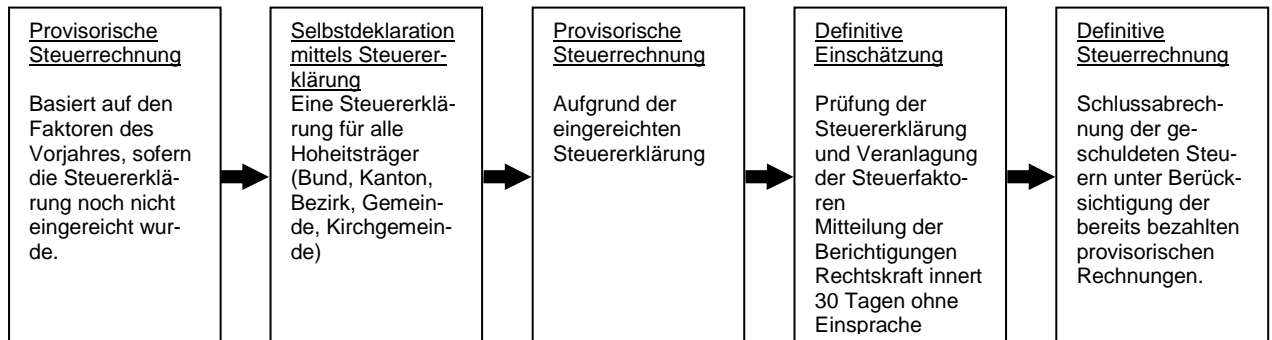 Provisorische
Steuerrechnung
Basiert auf den
Faktoren des
Vorjahres, sofern
die Steuererklä-
rung noch nicht
eingereicht wur-
de.
Selbstdeklaration
mittels Steuerer-
klärung
Eine Steuererklä-
rung für alle
Hoheitsträger
(Bund, Kanton,
Bezirk, Gemein-
de, Kirchgemein-
de)
Provisorische
Steuerrechnung
Aufgrund der
eingereichten
Steuererklärung
Definitive
Einschätzung
Prüfung der
Steuererklärung
und Veranlagung
der Steuerfakto-
ren
Mitteilung der
Berichtigungen
Rechtskraft innert
30 Tagen ohne
Einsprache
Definitive
Steuerrechnung
Schlussabrech-
nung der ge-
schuldeten Steu-
ern unter Berück-
sichtigung der
bereits bezahlten
provisorischen
Rechnungen.